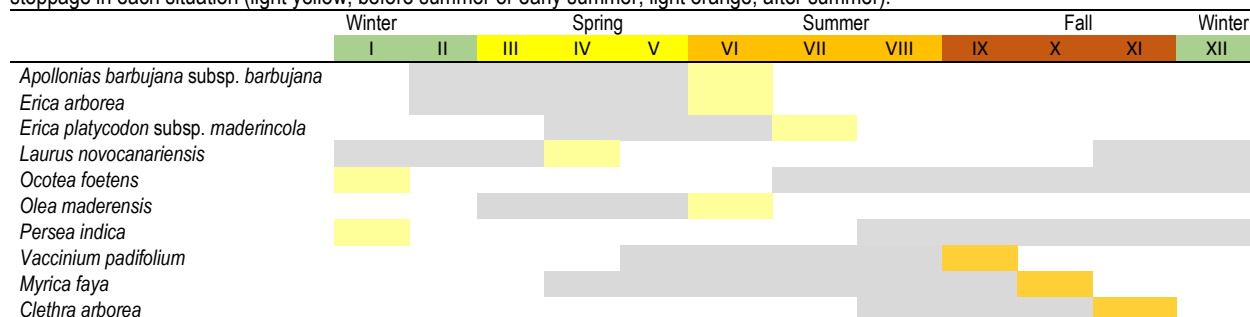 stoppage in each situation (light yellow, before summer or early summer; light orange, after summer).
Winter Spring Summer Fall Winter
I II III IV V VI VII VIII IX X XI XII
Apollonias barbujana subsp. barbujana
Erica arborea
Erica platycodon subsp. maderincola
Laurus novocanariensis
Ocotea foetens
Olea maderensis
Persea indica
Vaccinium padifolium
Myrica faya
Clethra arborea